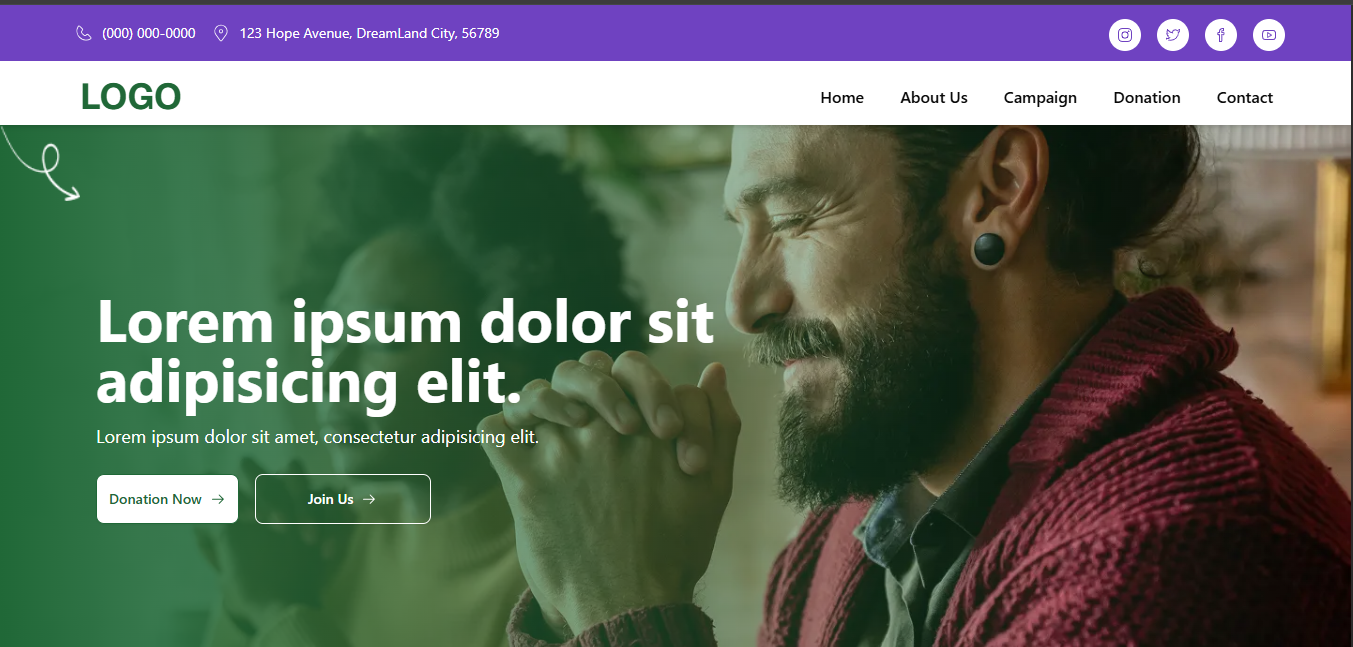 (000) 000-0000 123 Hope Avenue, DreamLand City, 56789
LOGO Home About Us Campaign Donation Contact
Lorem ipsum dolor sit
adipisicing elit.
Lorem ipsum dolor sit amet, consectetur adipisicing elit.
Donation Now Join Us